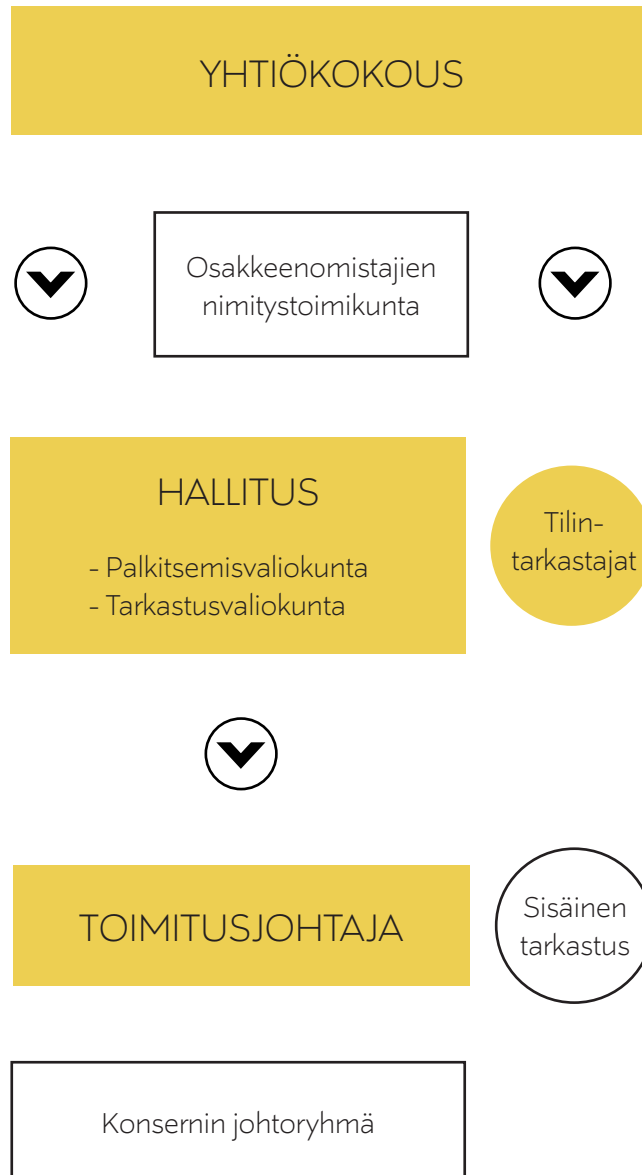 YHTIÖKOKOUS
Osakkeenomistajien
nimitystoimikunta
HALLITUS
- Palkitsemisvaliokunta
- Tarkastusvaliokunta
Tilin-
tarkastajat
TOIMITUSJOHTAJA
Sisäinen
tarkastus
Konsernin johtoryhmä